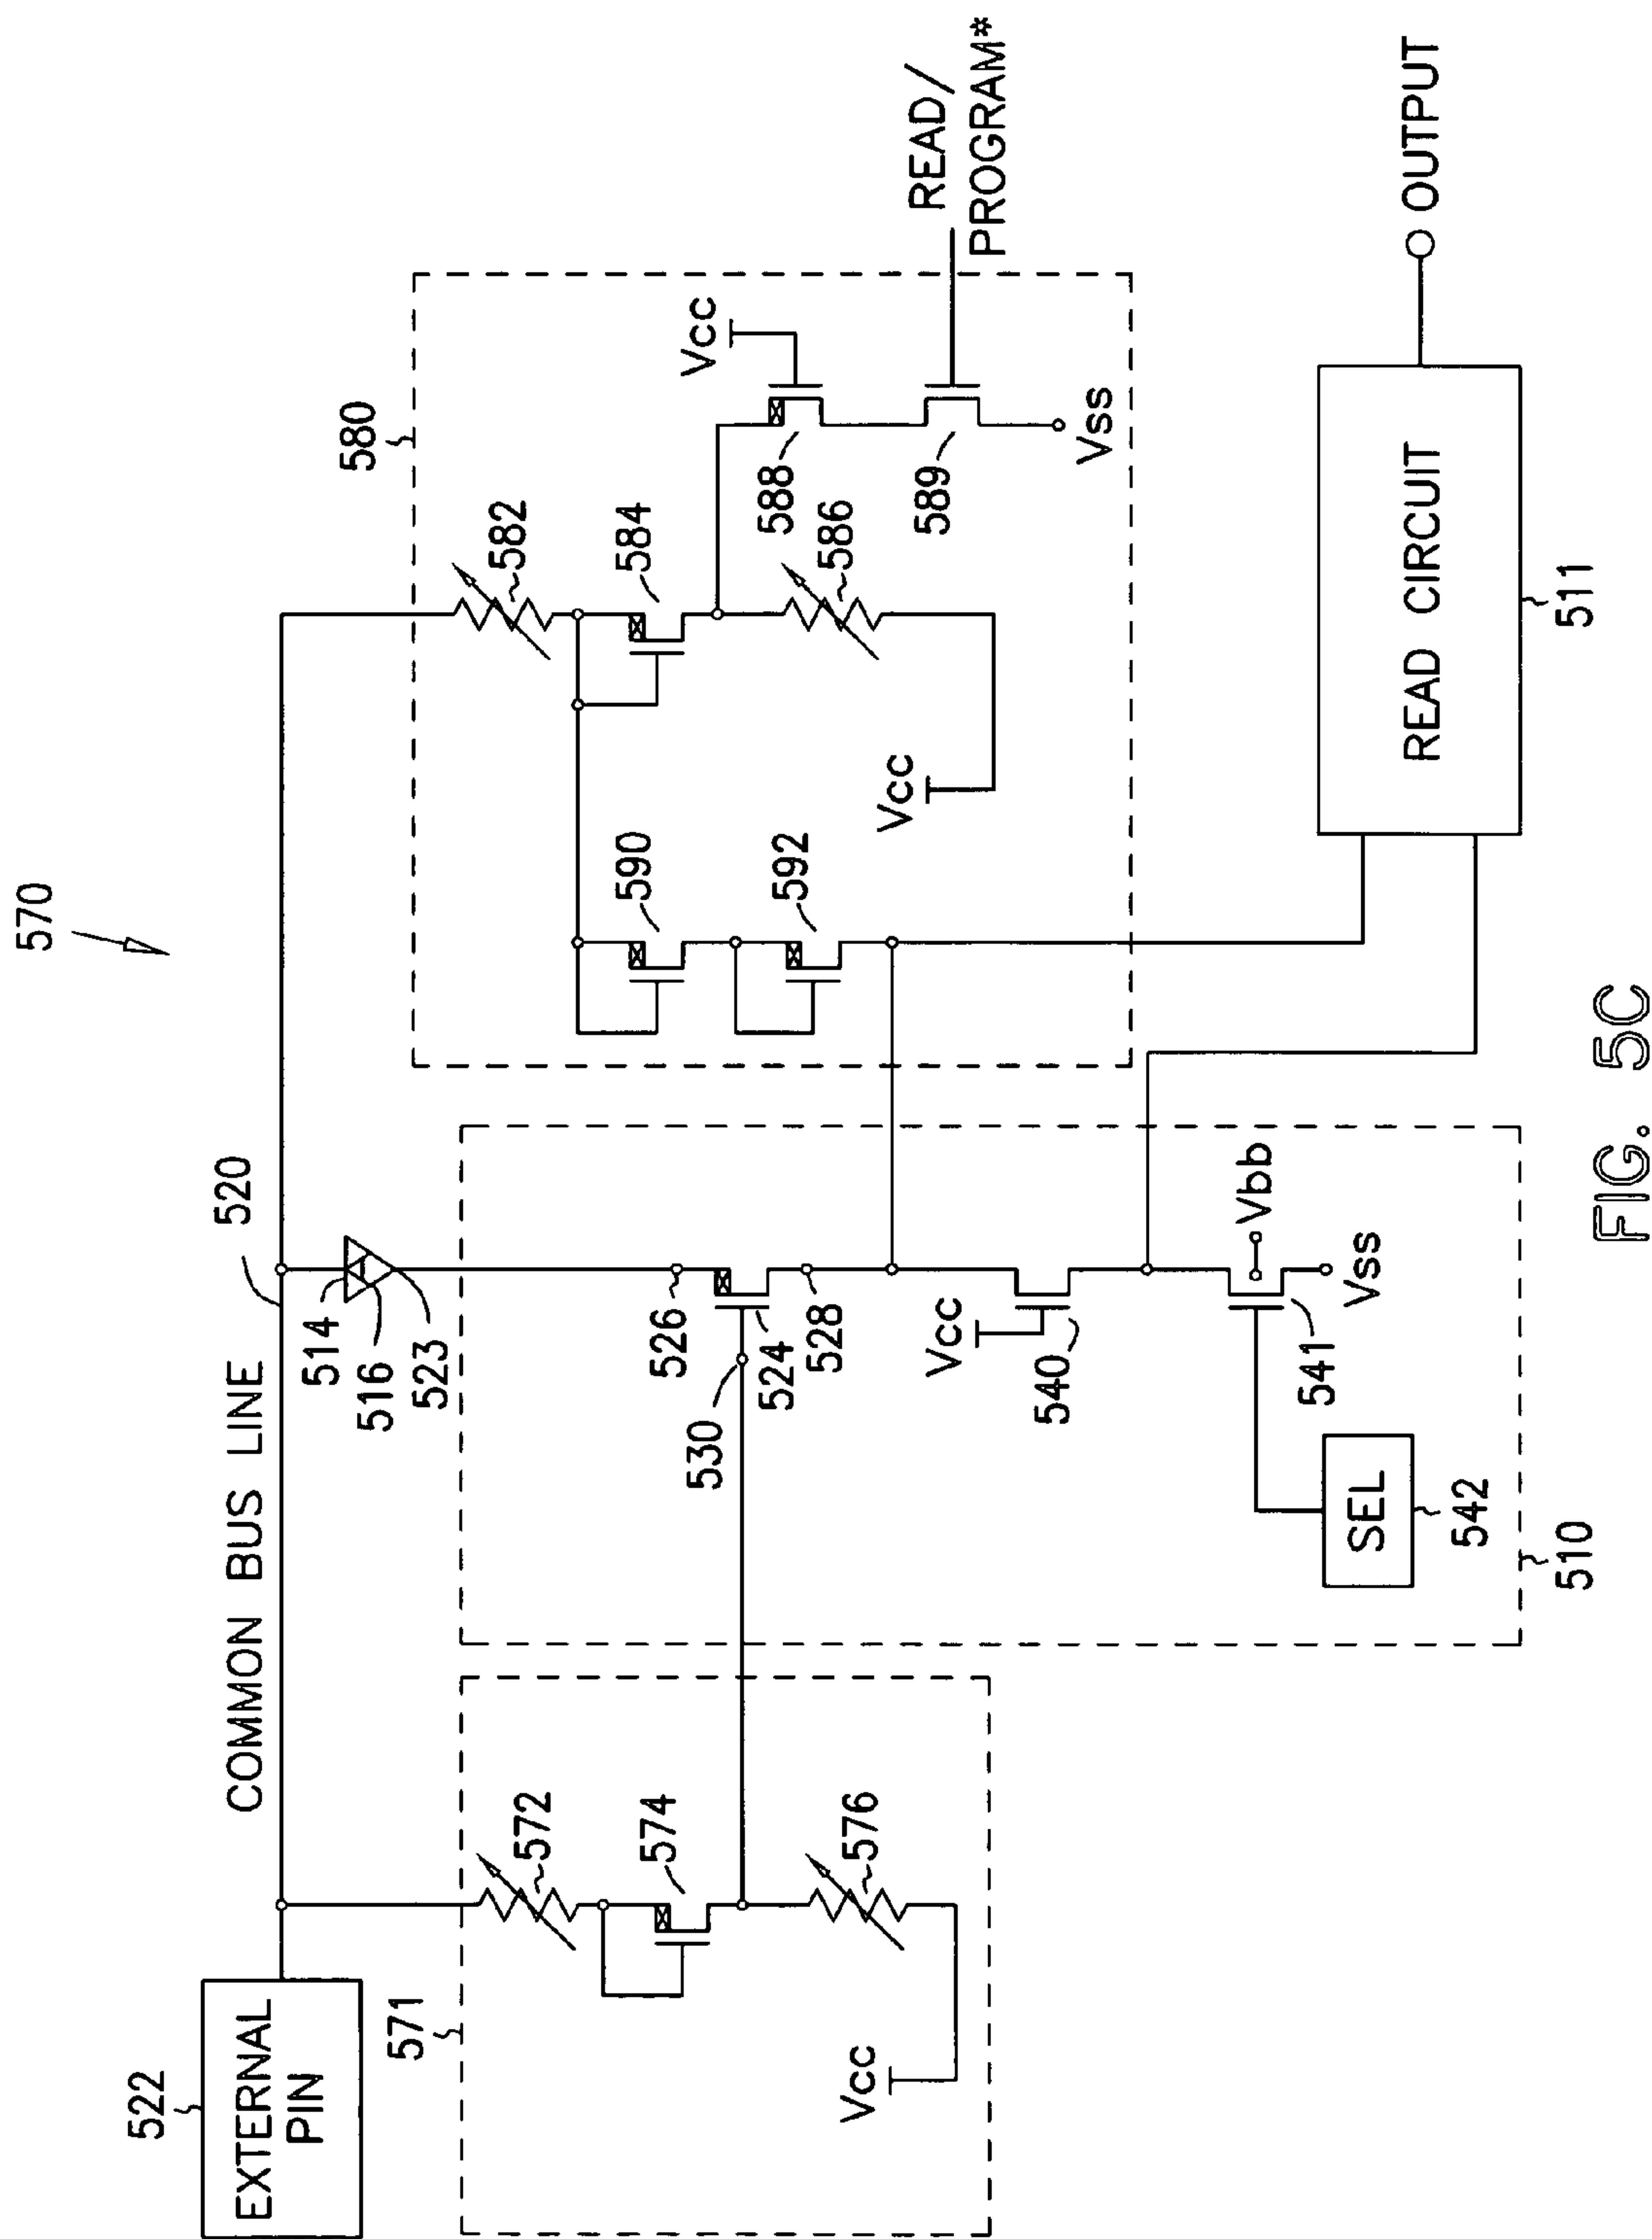 570
522
EXTERNAL
PIN
COMMON BUS LINE
520
514
516
523
571
572
574
576
Vcc
526
530
524
528
Vcc
540
541
Vbb
Vss
SEL
542
510
580
582
584
586
590
592
Vcc
Vcc
588
589
Vss
READ/
PROGRAM*
READ CIRCUIT
511
OUTPUT
FIG. 5C